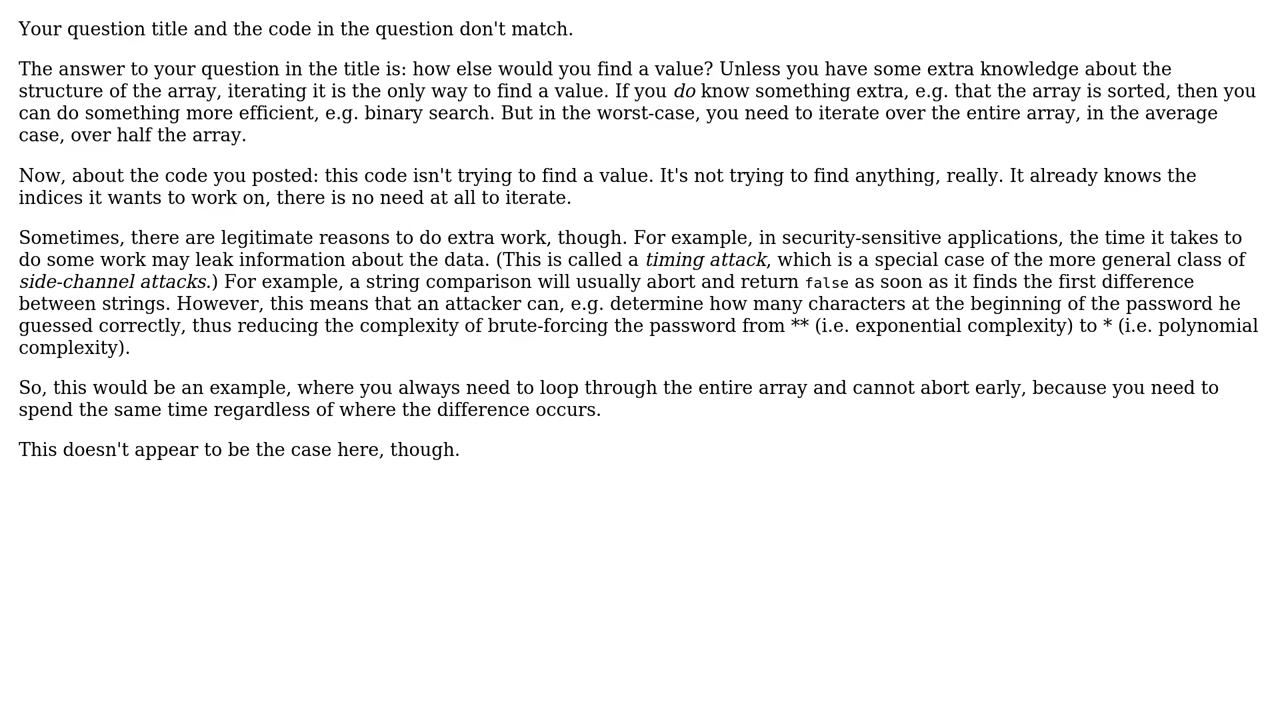 Your question title and the code in the question don't match.
The answer to your question in the title is: how else would you find a value? Unless you have some extra knowledge about the
structure of the array, iterating it is the only way to find a value. If you do know something extra, e.g. that the array is sorted, then you
can do something more efficient, e.g. binary search. But in the worst-case, you need to iterate over the entire array, in the average
case, over half the array.
Now, about the code you posted: this code isn't trying to find a value. It's not trying to find anything, really. It already knows the
indices it wants to work on, there is no need at all to iterate.
Sometimes, there are legitimate reasons to do extra work, though. For example, in security-sensitive applications, the time it takes to
do some work may leak information about the data. (This is called a timing attack, which is a special case of the more general class of
side-channel attacks.) For example, a string comparison will usually abort and return false as soon as it finds the first difference
between strings. However, this means that an attacker can, e.g. determine how many characters at the beginning of the password he
guessed correctly, thus reducing the complexity of brute-forcing the password from ** (i.e. exponential complexity) to * (i.e. polynomial
complexity).
So, this would be an example, where you always need to loop through the entire array and cannot abort early, because you need to
spend the same time regardless of where the difference occurs.
This doesn't appear to be the case here, though.